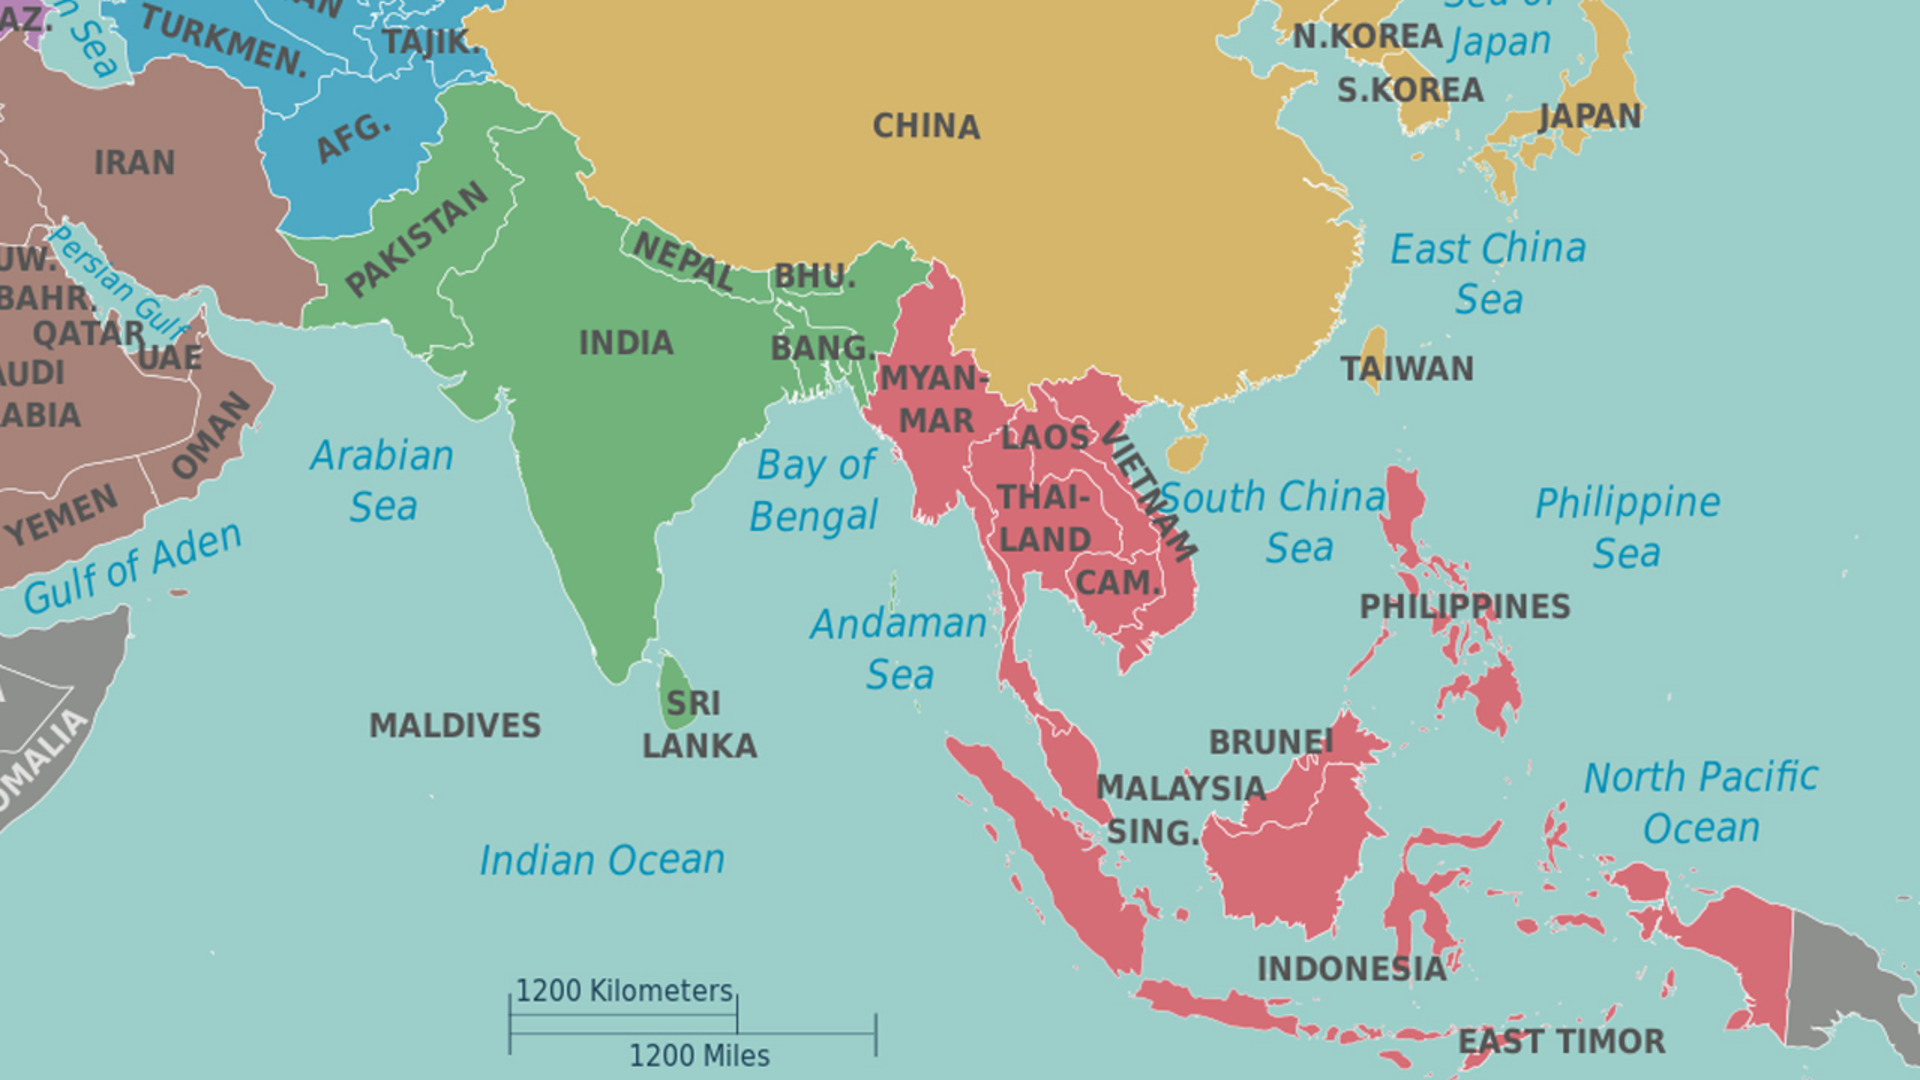 AZ.
TURKMEN.
TAJIK.
Sea of
Japan
Sea
N.KOREA
S.KOREA
JAPAN
CHINA
AFG.
IRAN
PAKISTAN
NEPAL
BHU.
East China
Sea
UW.
Persian Gulf
BAHR.
QATAR
UAE
INDIA
BANG.
TAIWAN
AUDI
ABIA
OMAN
MYAN-
MAR
LAOS
VIETNAM
Arabian
Sea
Bay of
Bengal
THAI-
LAND
South China
Sea
Philippine
Sea
YEMEN
Gulf of Aden
CAM.
PHILIPPINES
Andaman
Sea
OMALIA
MALDIVES
SRI
LANKA
BRUNEI
MALAYSIA
SING.
North Pacific
Ocean
Indian Ocean
INDONESIA
1200 Kilometers
1200 Miles
EAST TIMOR